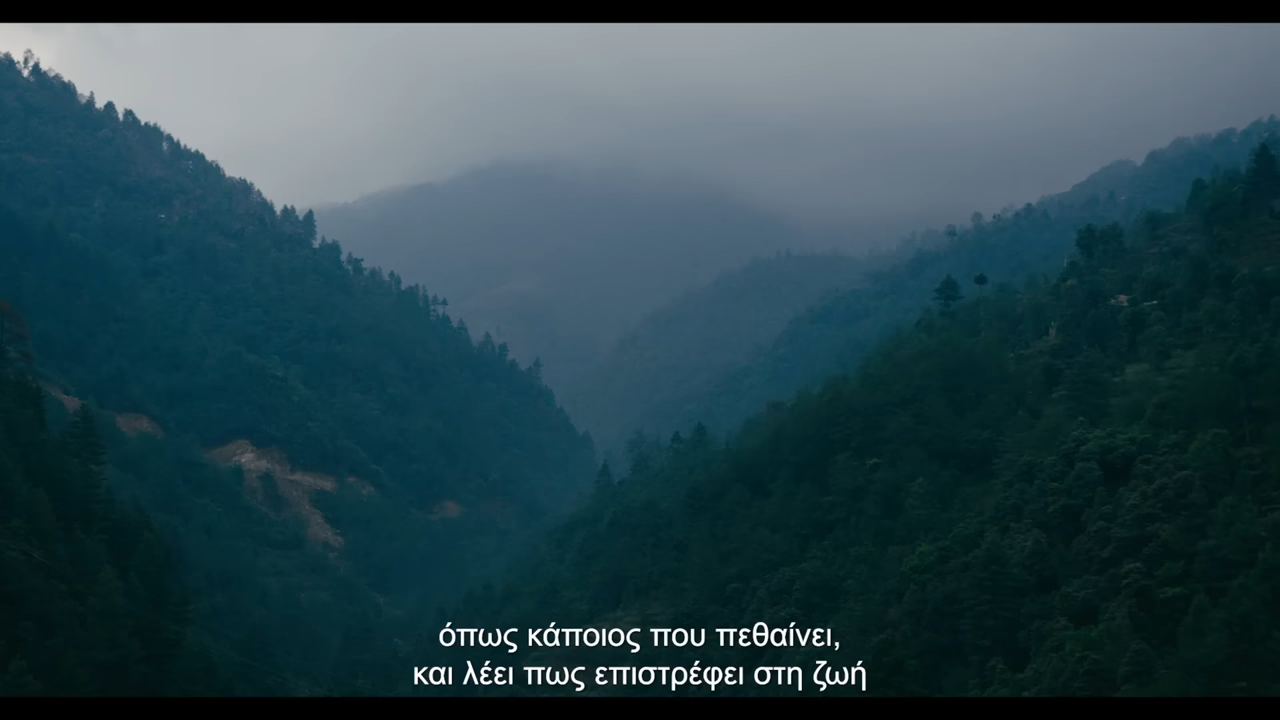 όπως κάποιος που πεθαίνει,
και λέει πως επιστρέφει στη ζωή